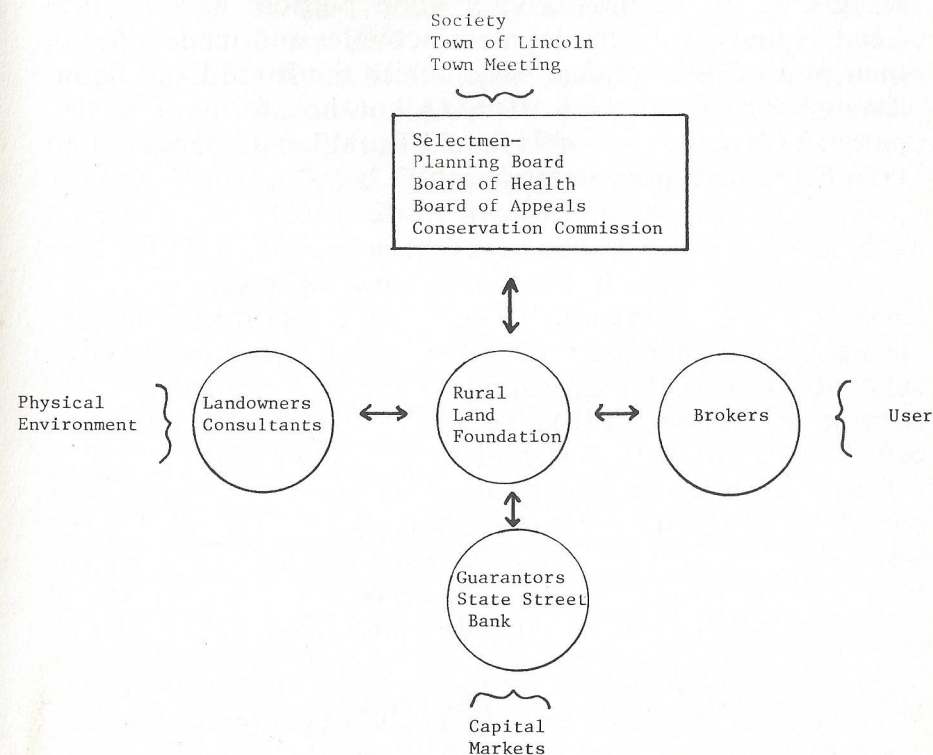 Society
Town of Lincoln
Town Meeting
Selectmen-
Planning Board
Board of Health
Board of Appeals
Conservation Commission
Physical
Environment
Landowners
Consultants
Rural
Land
Foundation
Brokers
User
Guarantors
State Street
Bank
Capital
Markets